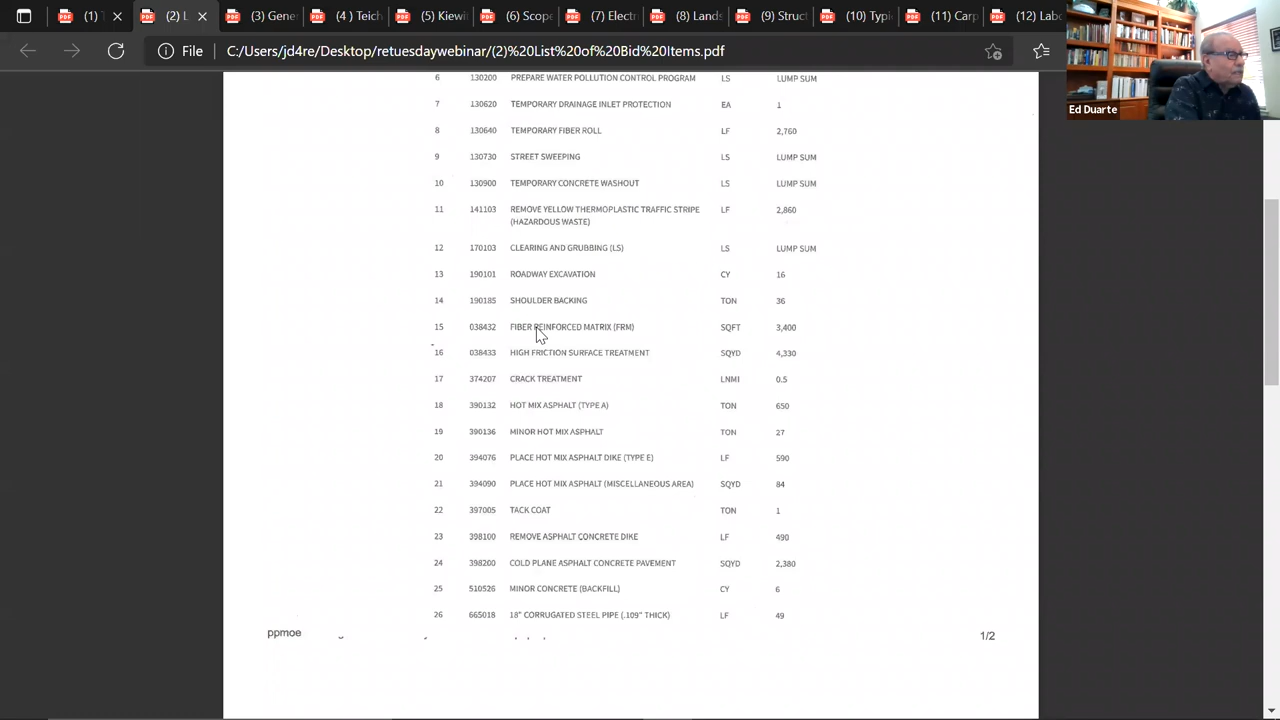 (1) T
(2) L
(3) Gene
(4) Teich
(5) Kiewi
(6) Scope
(7) Electr
(8) Lands
(9) Struct
(11) Carp
(12) Labo
File C:/Users/jd4re/Desktop/retuesdaywebinar/(2)%20List%20of%20Bid%20Items.pdf
Ed Duarte
6 130200 PREPARE WATER POLLUTION CONTROL PROGRAM LS LUMP SUM
7 130620 TEMPORARY DRAINAGE INLET PROTECTION EA 1
8 130640 TEMPORARY FIBER ROLL LF 2,760
9 130730 STREET SWEEPING LS LUMP SUM
10 130900 TEMPORARY CONCRETE WASHOUT LS LUMP SUM
11 141103 REMOVE YELLOW THERMOPLASTIC TRAFFIC STRIPE LF 2,860
(HAZARDOUS WASTE)
12 170103 CLEARING AND GRUBBING (LS) LS LUMP SUM
13 190101 ROADWAY EXCAVATION CY 16
14 190185 SHOULDER BACKING TON 36
15 038432 FIBER REINFORCED MATRIX (FRM) SQFT 3,400
16 038433 HIGH FRICTION SURFACE TREATMENT SQYD 4,330
17 374207 CRACK TREATMENT LNMI 0.5
18 390132 HOT MIX ASPHALT (TYPE A) TON 650
19 390136 MINOR HOT MIX ASPHALT TON 27
20 394076 PLACE HOT MIX ASPHALT DIKE (TYPE E) LF 590
21 394090 PLACE HOT MIX ASPHALT (MISCELLANEOUS AREA) SQYD 84
22 397005 TACK COAT TON 1
23 398100 REMOVE ASPHALT CONCRETE DIKE LF 490
24 398200 COLD PLANE ASPHALT CONCRETE PAVEMENT SQYD 2,380
25 510526 MINOR CONCRETE (BACKFILL) CY 6
26 665018 18" CORRUGATED STEEL PIPE (.109" THICK) LF 49
ppmoe 1/2